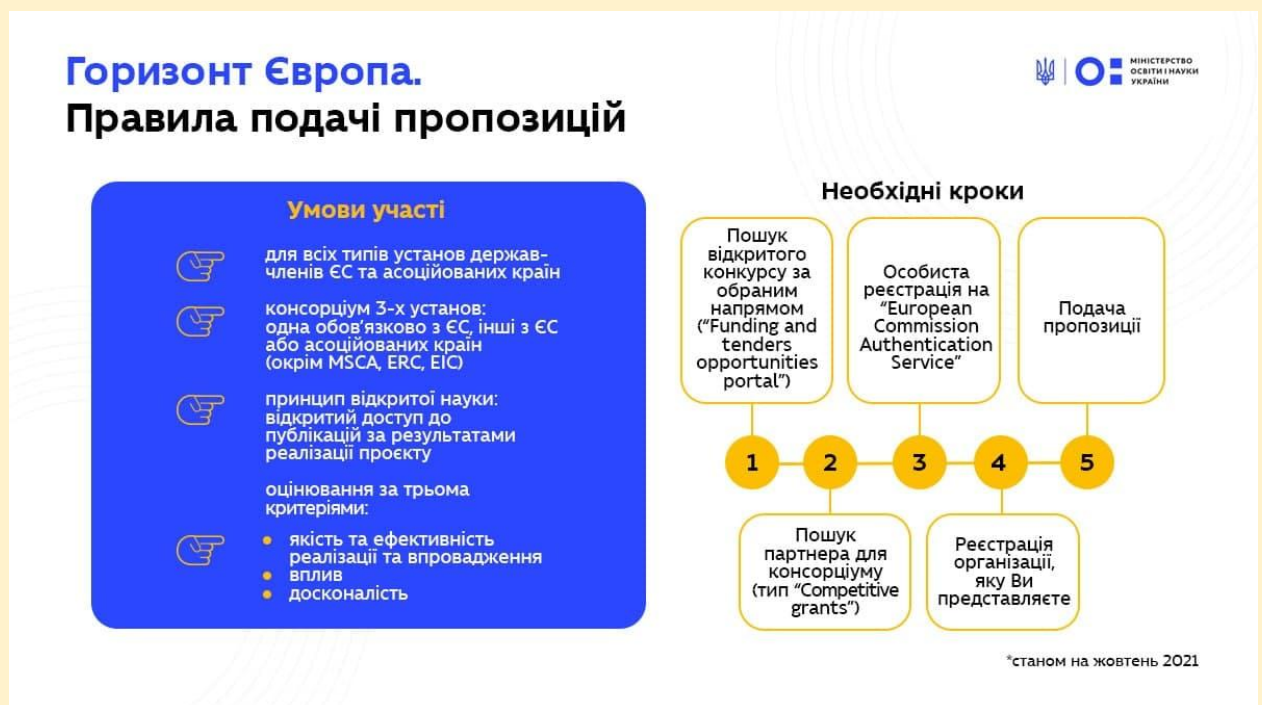 Горизонт Європа.
Правила подачі пропозицій
МІНІСТЕРСТВО
ОСВІТИ І НАУКИ
УКРАЇНИ
Умови участі
для всіх типів установ держав-
членів ЄС та асоційованих країн
консорціум 3-х установ:
одна обов’язково з ЄС, інші з ЄС
або асоційованих країн
(окрім MSCA, ERC, EIC)
принцип відкритої науки:
відкритий доступ до
публікацій за результатами
реалізації проєкту
оцінювання за трьома
критеріями:
якість та ефективність
реалізації та впровадження
вплив
досконалість
Необхідні кроки
Пошук
відкритого
конкурсу за
обраним
напрямом
(“Funding and
tenders
opportunities
portal”)
Особиста
реєстрація на
“European
Commission
Authentication
Service”
Подача
пропозиції
1
2
3
4
5
Пошук
партнера для
консорціуму
(тип “Competitive
grants”)
Реєстрація
організації,
яку Ви
представляєте
*станом на жовтень 2021